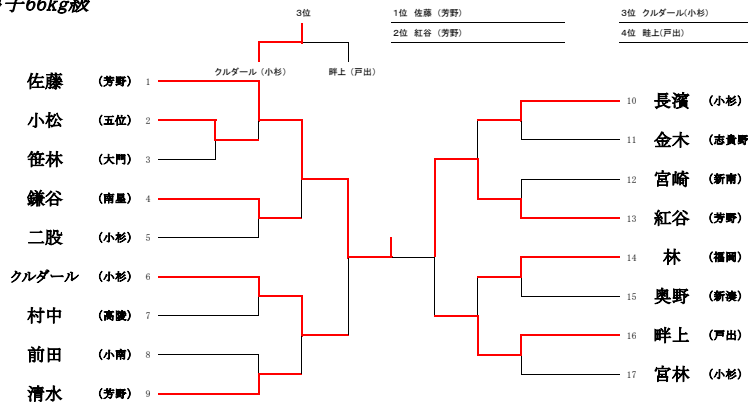 子66kg級
3位
1位 佐藤 (芳野)
3位 クルダール(小杉)
2位 紅谷 (芳野)
4位 畦上(戸出)
クルダール (小杉)
畔上 (戸出)
佐藤 (芳野) 1
小松 (五位) 2
笹林 (大門) 3
鎌谷 (南星) 4
二股 (小杉) 5
クルダール (小杉) 6
村中 (高陵) 7
前田 (小南) 8
清水 (芳野) 9
10 長濱 (小杉)
11 金木 (志貴野
12 宮崎 (新南)
13 紅谷 (芳野)
14 林 (福岡)
15 奥野 (新湊)
16 畔上 (戸出)
17 宮林 (小杉)